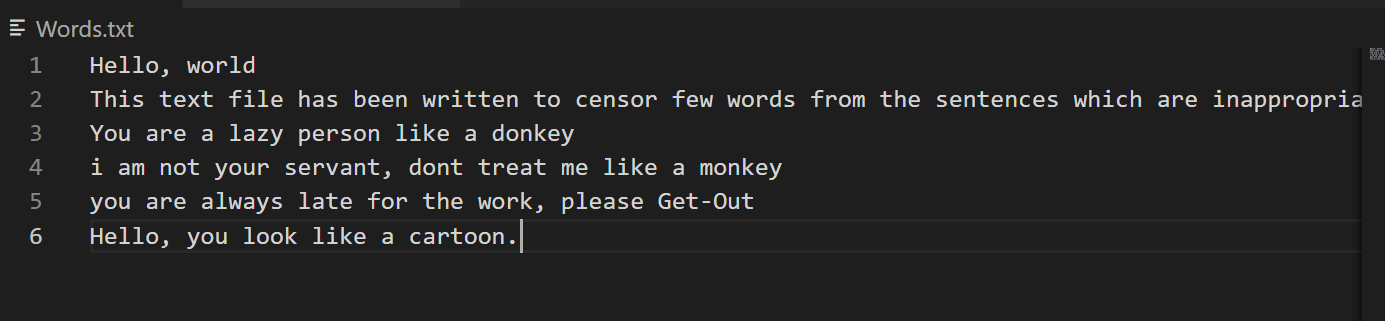 Words.txt
1 Hello, world
2 This text file has been written to censor few words from the sentences which are inappropria
3 You are a lazy person like a donkey
4 i am not your servant, dont treat me like a monkey
5 you are always late for the work, please Get-Out
6 Hello, you look like a cartoon.